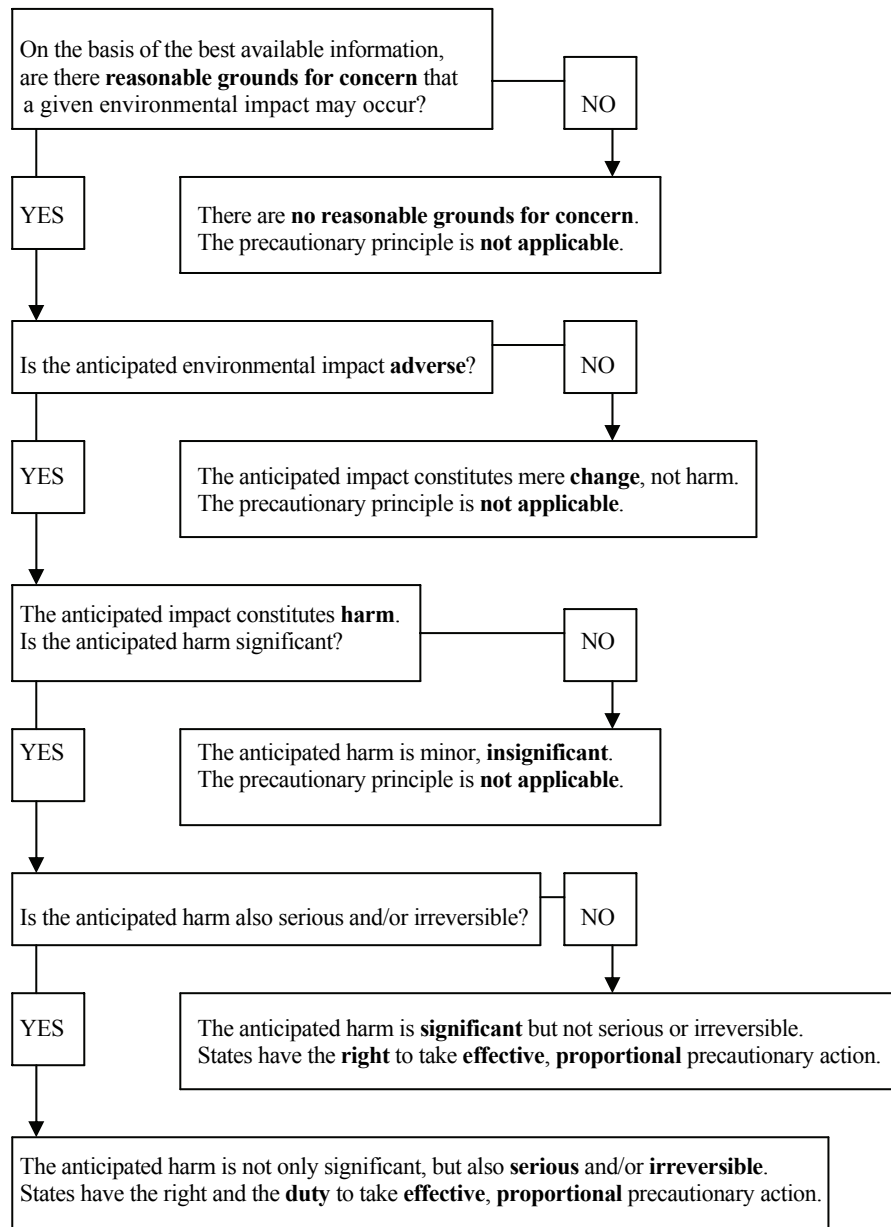 On the basis of the best available information,
are there reasonable grounds for concern that
a given environmental impact may occur?
NO
YES
There are no reasonable grounds for concern.
The precautionary principle is not applicable.
Is the anticipated environmental impact adverse?
NO
YES
The anticipated impact constitutes mere change, not harm.
The precautionary principle is not applicable.
The anticipated impact constitutes harm.
Is the anticipated harm significant?
NO
YES
The anticipated harm is minor, insignificant.
The precautionary principle is not applicable.
Is the anticipated harm also serious and/or irreversible?
NO
YES
The anticipated harm is significant but not serious or irreversible.
States have the right to take effective, proportional precautionary action.
The anticipated harm is not only significant, but also serious and/or irreversible.
States have the right and the duty to take effective, proportional precautionary action.